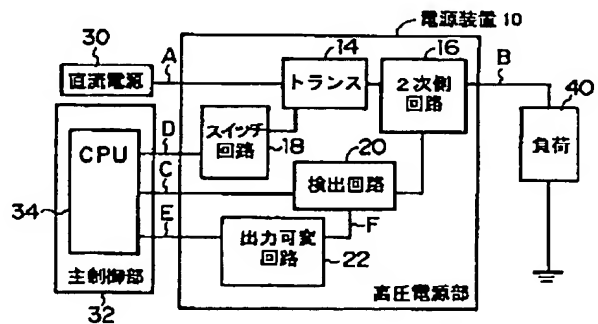 電源装置10
30
A
14
16
B
直流電源
トランス
2次側
回路
40
D
スイッチ
回路
18
20
負荷
CPU
C
検出回路
34
E
F
出力可変
回路
22
主制御部
高圧電源部
32